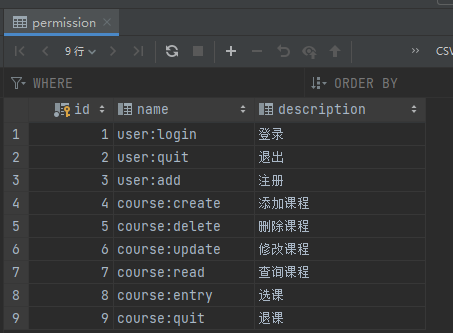 permission
9 行
CSV
WHERE
ORDER BY
id name description
1 1 user:login 登录
2 2 user:quit 退出
3 3 user:add 注册
4 4 course:create 添加课程
5 5 course:delete 删除课程
6 6 course:update 修改课程
7 7 course:read 查询课程
8 8 course:entry 选课
9 9 course:quit 退课